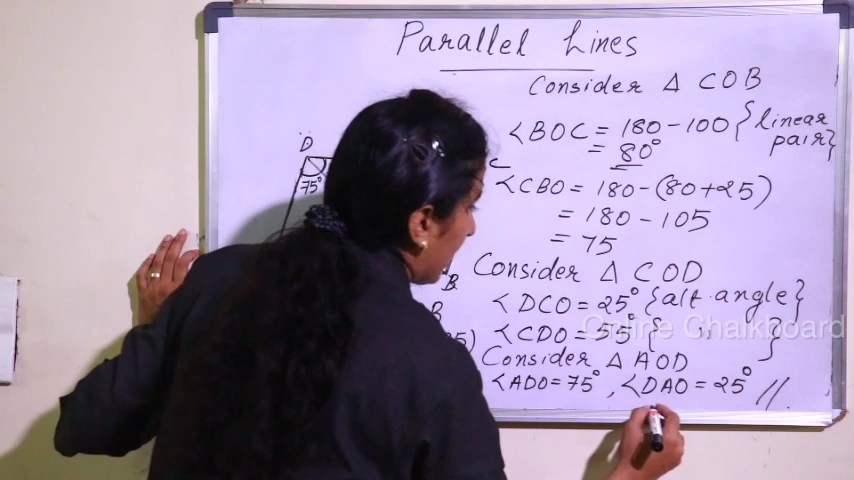 Parallel Lines
Consider Δ COB
∠BOC = 180 - 100 {linear pair}
= 80°
D
75°
C
∠CBO = 180 - (80+25)
= 180 - 105
= 75
B
Consider Δ COD
∠DCO = 25° {alt. angle}
B
∠CDO = 55° { " }
Online Chalkboard
Consider Δ AOD
∠ADO = 75°, ∠DAO = 25° //